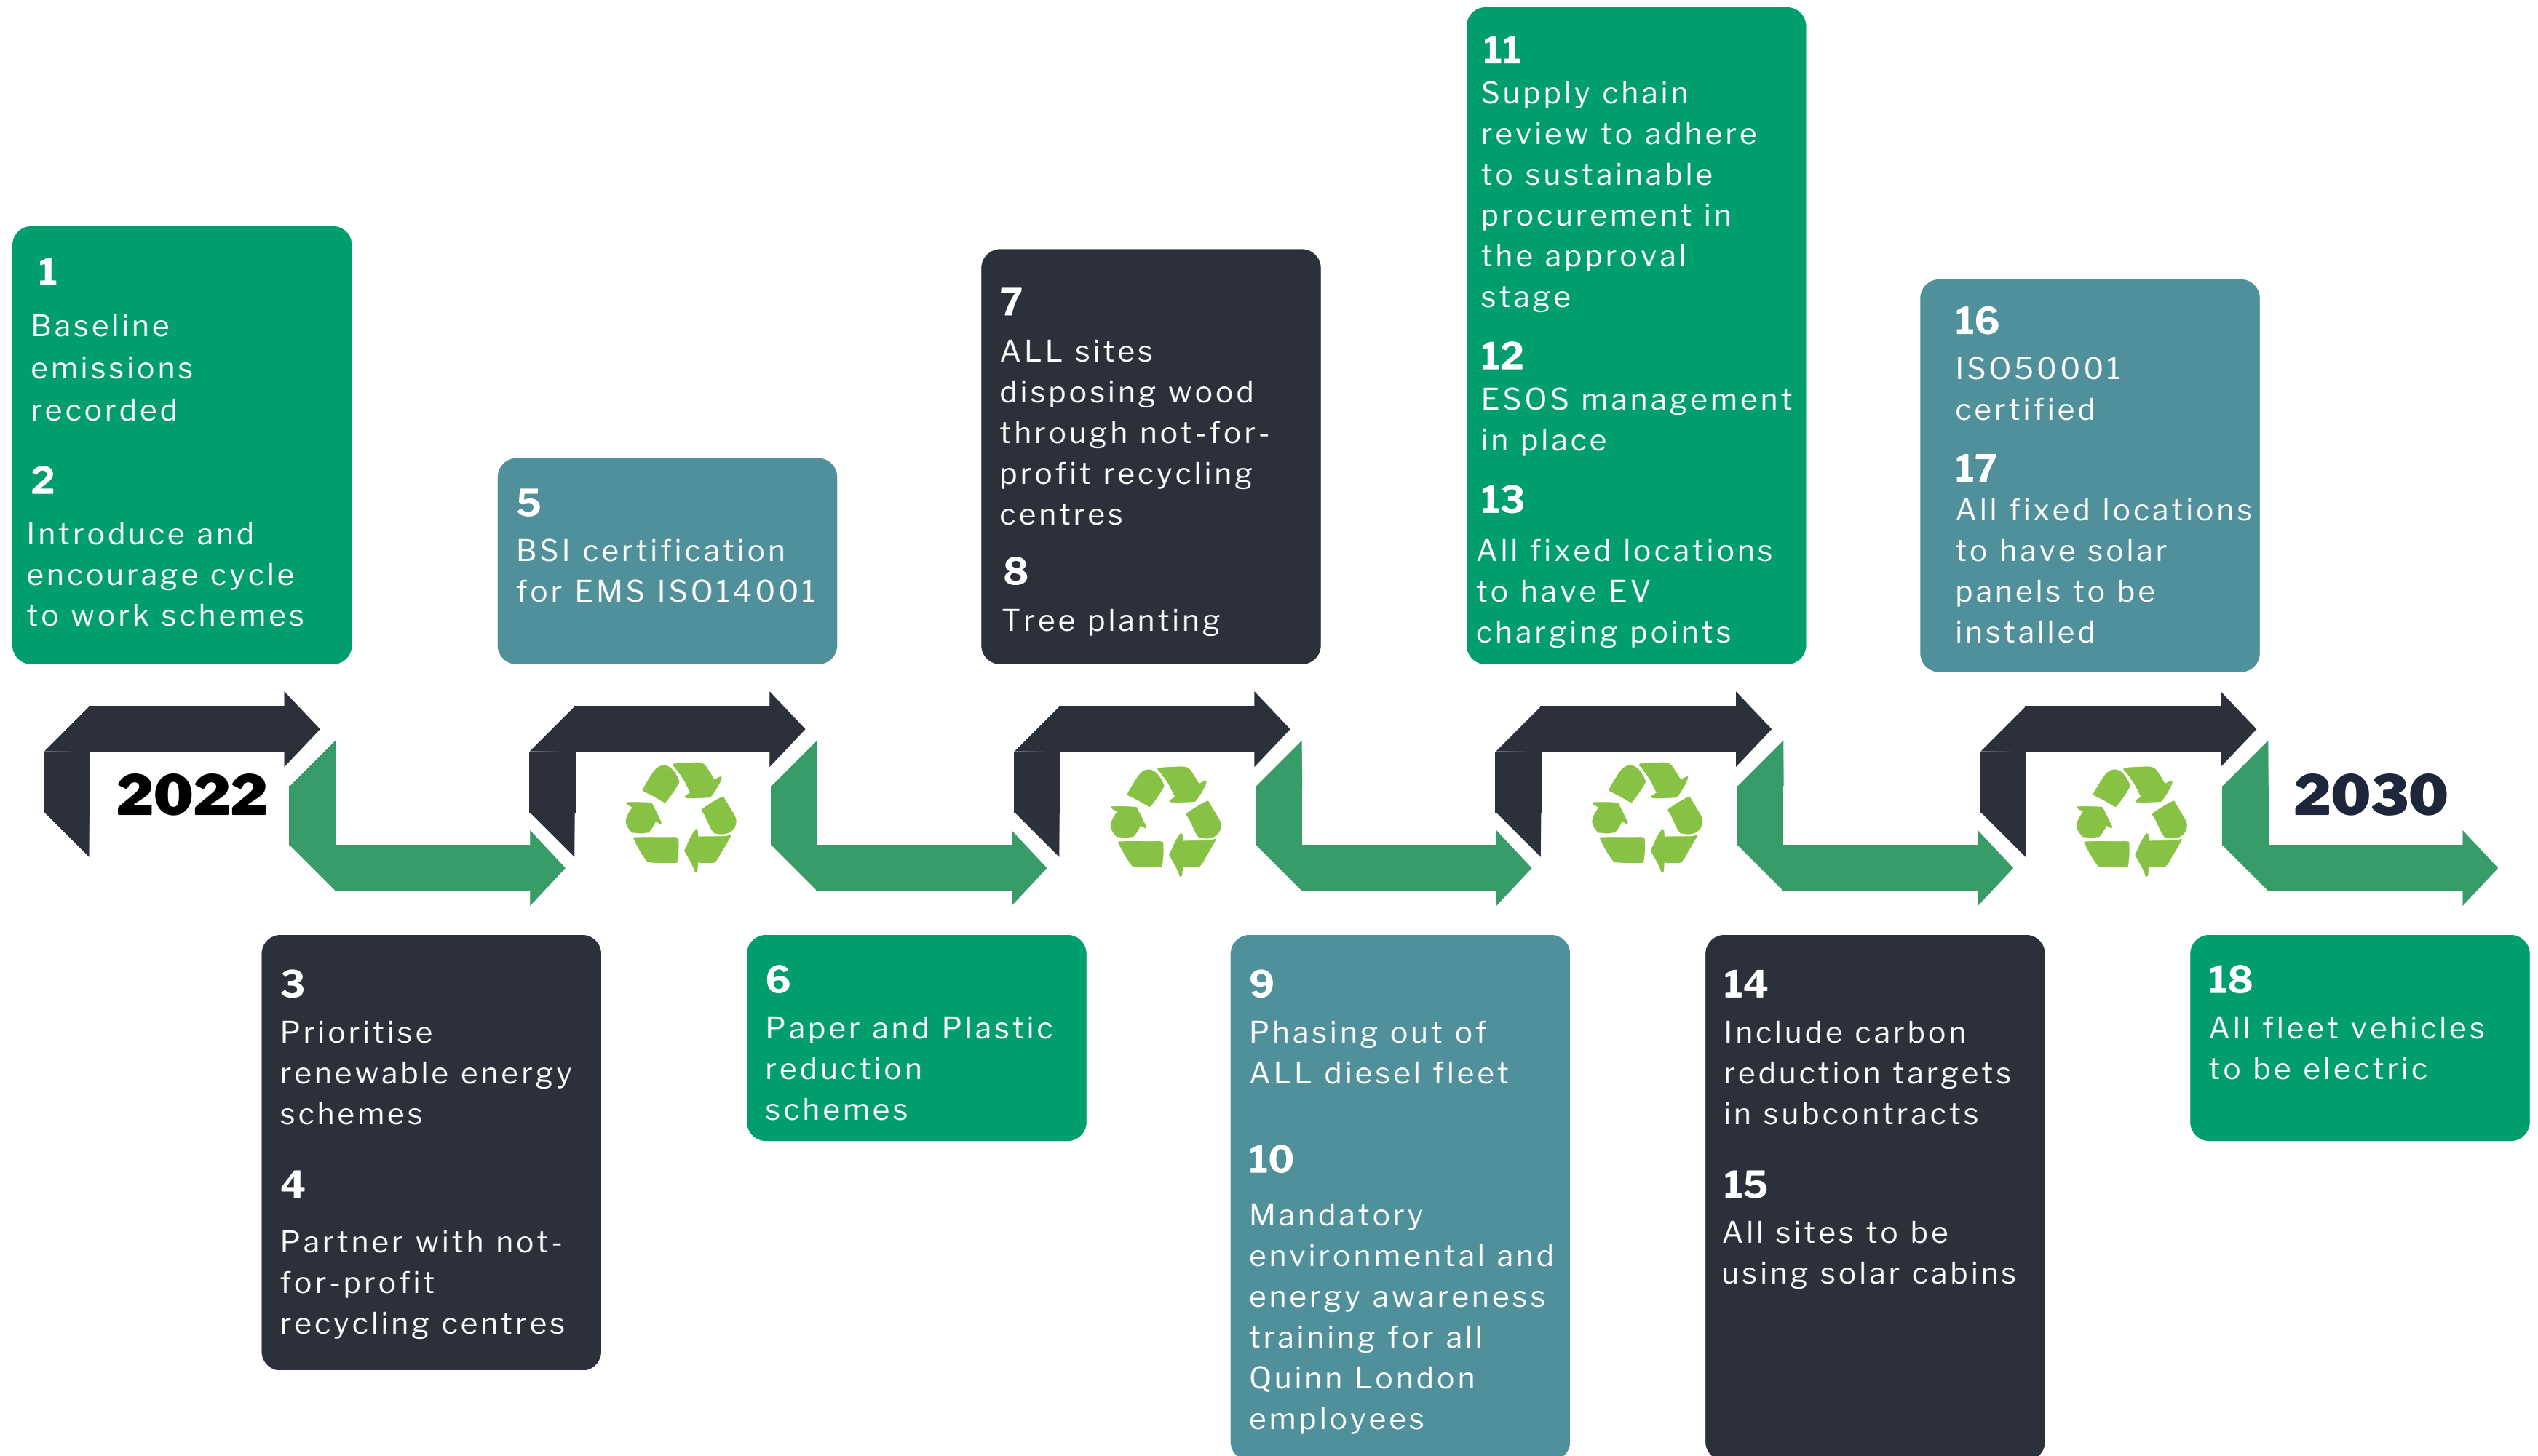 1
Baseline
emissions
recorded
2
Introduce and
encourage cycle
to work schemes
2022
3
Prioritise
renewable energy
schemes
4
Partner with not-
for-profit
recycling centres
5
BSI certification
for EMS ISO14001
6
Paper and Plastic
reduction
schemes
7
ALL sites
disposing wood
through not-for-
profit recycling
centres
8
Tree planting
9
Phasing out of
ALL diesel fleet
10
Mandatory
environmental and
energy awareness
training for all
Quinn London
employees
11
Supply chain
review to adhere
to sustainable
procurement in
the approval
stage
12
ESOS management
in place
13
All fixed locations
to have EV
charging points
14
Include carbon
reduction targets
in subcontracts
15
All sites to be
using solar cabins
16
ISO50001
certified
17
All fixed locations
to have solar
panels to be
installed
2030
18
All fleet vehicles
to be electric